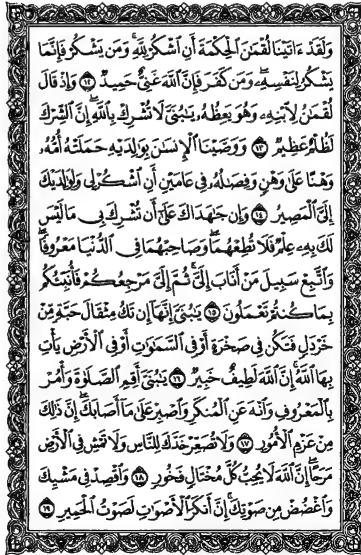 وَلَقَدْ ءَاتَيْنَا لُقْمَٰنَ ٱلْحِكْمَةَ أَنِ ٱشْكُرْ لِلَّهِ ۚ وَمَن يَشْكُرْ فَإِنَّمَا
يَشْكُرُ لِنَفْسِهِۦ ۖ وَمَن كَفَرَ فَإِنَّ ٱللَّهَ غَنِىٌّ حَمِيدٌ ١٢ وَإِذْ قَالَ
لُقْمَٰنُ لِٱبْنِهِۦ وَهُوَ يَعِظُهُۥ يَٰبُنَىَّ لَا تُشْرِكْ بِٱللَّهِ ۖ إِنَّ ٱلشِّرْكَ
لَظُلْمٌ عَظِيمٌ ١٣ وَوَصَّيْنَا ٱلْإِنسَٰنَ بِوَٰلِدَيْهِ حَمَلَتْهُ أُمُّهُۥ
وَهْنًا عَلَىٰ وَهْنٍ وَفِصَٰلُهُۥ فِى عَامَيْنِ أَنِ ٱشْكُرْ لِى وَلِوَٰلِدَيْكَ
إِلَىَّ ٱلْمَصِيرُ ١٤ وَإِن جَٰهَدَاكَ عَلَىٰٓ أَن تُشْرِكَ بِى مَا لَيْسَ
لَكَ بِهِۦ عِلْمٌ فَلَا تُطِعْهُمَا ۖ وَصَاحِبْهُمَا فِى ٱلدُّنْيَا مَعْرُوفًا ۖ
وَٱتَّبِعْ سَبِيلَ مَنْ أَنَابَ إِلَىَّ ۚ ثُمَّ إِلَىَّ مَرْجِعُكُمْ فَأُنَبِّئُكُم
بِمَا كُنتُمْ تَعْمَلُونَ ١٥ يَٰبُنَىَّ إِنَّهَآ إِن تَكُ مِثْقَالَ حَبَّةٍ مِّنْ
خَرْدَلٍ فَتَكُن فِى صَخْرَةٍ أَوْ فِى ٱلسَّمَٰوَٰتِ أَوْ فِى ٱلْأَرْضِ يَأْتِ
بِهَا ٱللَّهُ ۚ إِنَّ ٱللَّهَ لَطِيفٌ خَبِيرٌ ١٦ يَٰبُنَىَّ أَقِمِ ٱلصَّلَوٰةَ وَأْمُرْ
بِٱلْمَعْرُوفِ وَٱنْهَ عَنِ ٱلْمُنكَرِ وَٱصْبِرْ عَلَىٰ مَآ أَصَابَكَ ۖ إِنَّ ذَٰلِكَ
مِنْ عَزْمِ ٱلْأُمُورِ ١٧ وَلَا تُصَعِّرْ خَدَّكَ لِلنَّاسِ وَلَا تَمْشِ فِى ٱلْأَرْضِ
مَرَحًا ۖ إِنَّ ٱللَّهَ لَا يُحِبُّ كُلَّ مُخْتَالٍ فَخُورٍ ١٨ وَٱقْصِدْ فِى مَشْيِكَ
وَٱغْضُضْ مِن صَوْتِكَ ۚ إِنَّ أَنكَرَ ٱلْأَصْوَٰتِ لَصَوْتُ ٱلْحَمِيرِ ١٩